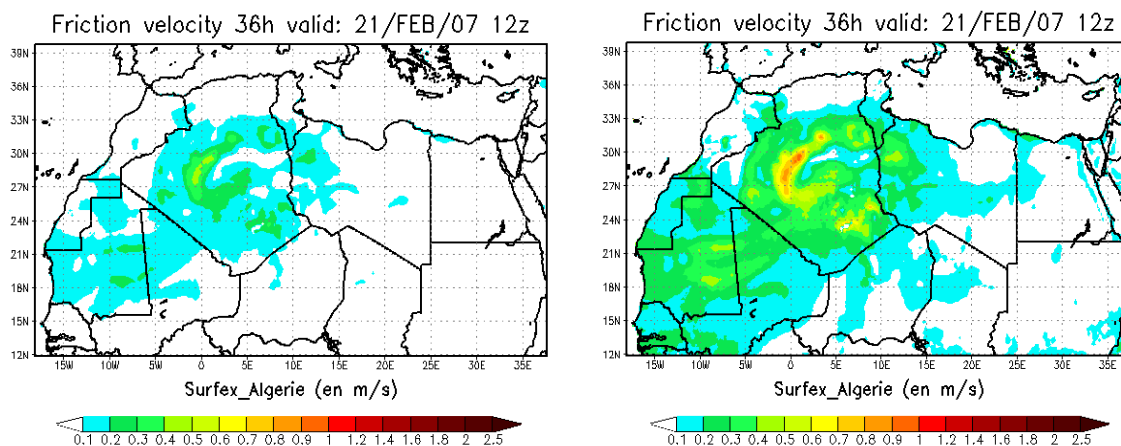 Friction velocity 36h valid: 21/FEB/07 12z
39N
36N
33N
30N
27N
24N
21N
18N
15N
12N
15W 10W 5W 0 5E 10E 15E 20E 25E 30E 35E
Surfex_Algerie (en m/s)
0.1 0.2 0.3 0.4 0.5 0.6 0.7 0.8 0.9 1 1.2 1.4 1.6 1.8 2 2.5
Friction velocity 36h valid: 21/FEB/07 12z
39N
36N
33N
30N
27N
24N
21N
18N
15N
12N
15W 10W 5W 0 5E 10E 15E 20E 25E 30E 35E
Surfex_Algerie (en m/s)
0.1 0.2 0.3 0.4 0.5 0.6 0.7 0.8 0.9 1 1.2 1.4 1.6 1.8 2 2.5